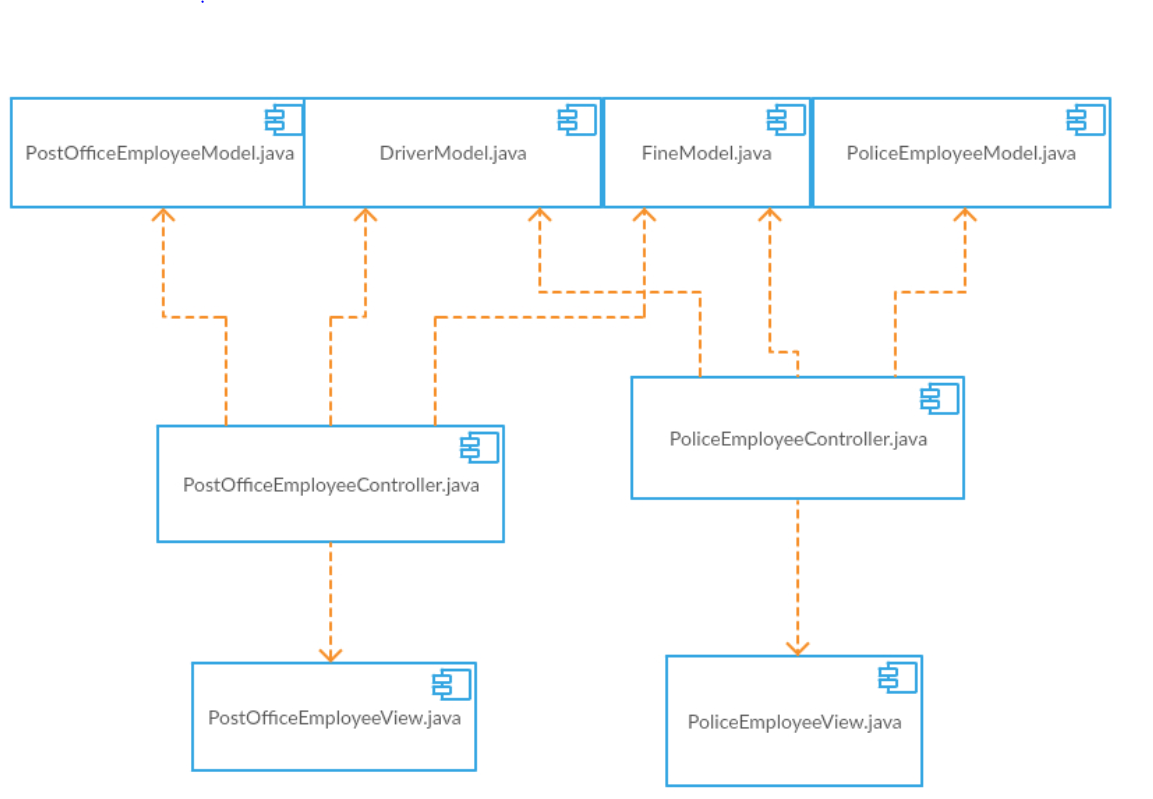 PostOfficeEmployeeModel.java
DriverModel.java
FineModel.java
PoliceEmployeeModel.java
PoliceEmployeeController.java
PostOfficeEmployeeController.java
PostOfficeEmployeeView.java
PoliceEmployeeView.java